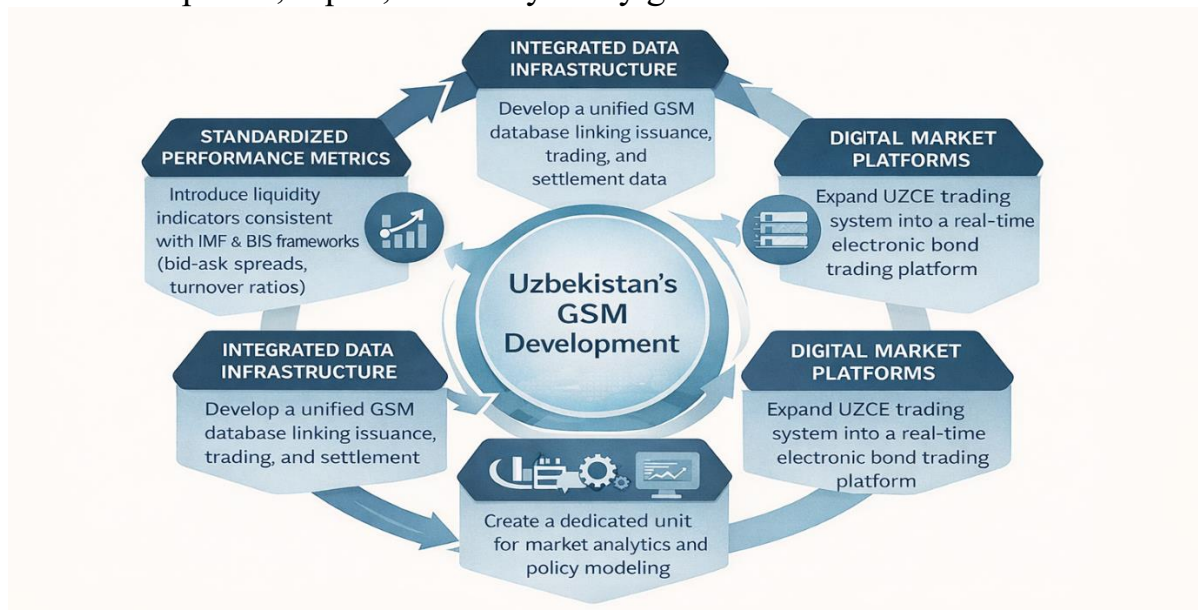 INTEGRATED DATA
INFRASTRUCTURE
Develop a unified GSM
database linking issuance,
trading, and
settlement data
STANDARDIZED
PERFORMANCE METRICS
Introduce liquidity
indicators consistent
with IMF & BIS frameworks
(bid-ask spreads,
turnover ratios)
DIGITAL MARKET
PLATFORMS
Expand UZCE trading
system into a real-time
electronic bond
trading platform
Uzbekistan's
GSM
Development
INTEGRATED DATA
INFRASTRUCTURE
Develop a unified GSM
database linking issuance,
trading, and settlement
DIGITAL MARKET
PLATFORMS
Expand UZCE trading
system into a real-time
electronic bond trading
platform
Create a dedicated unit
for market analytics and
policy modeling